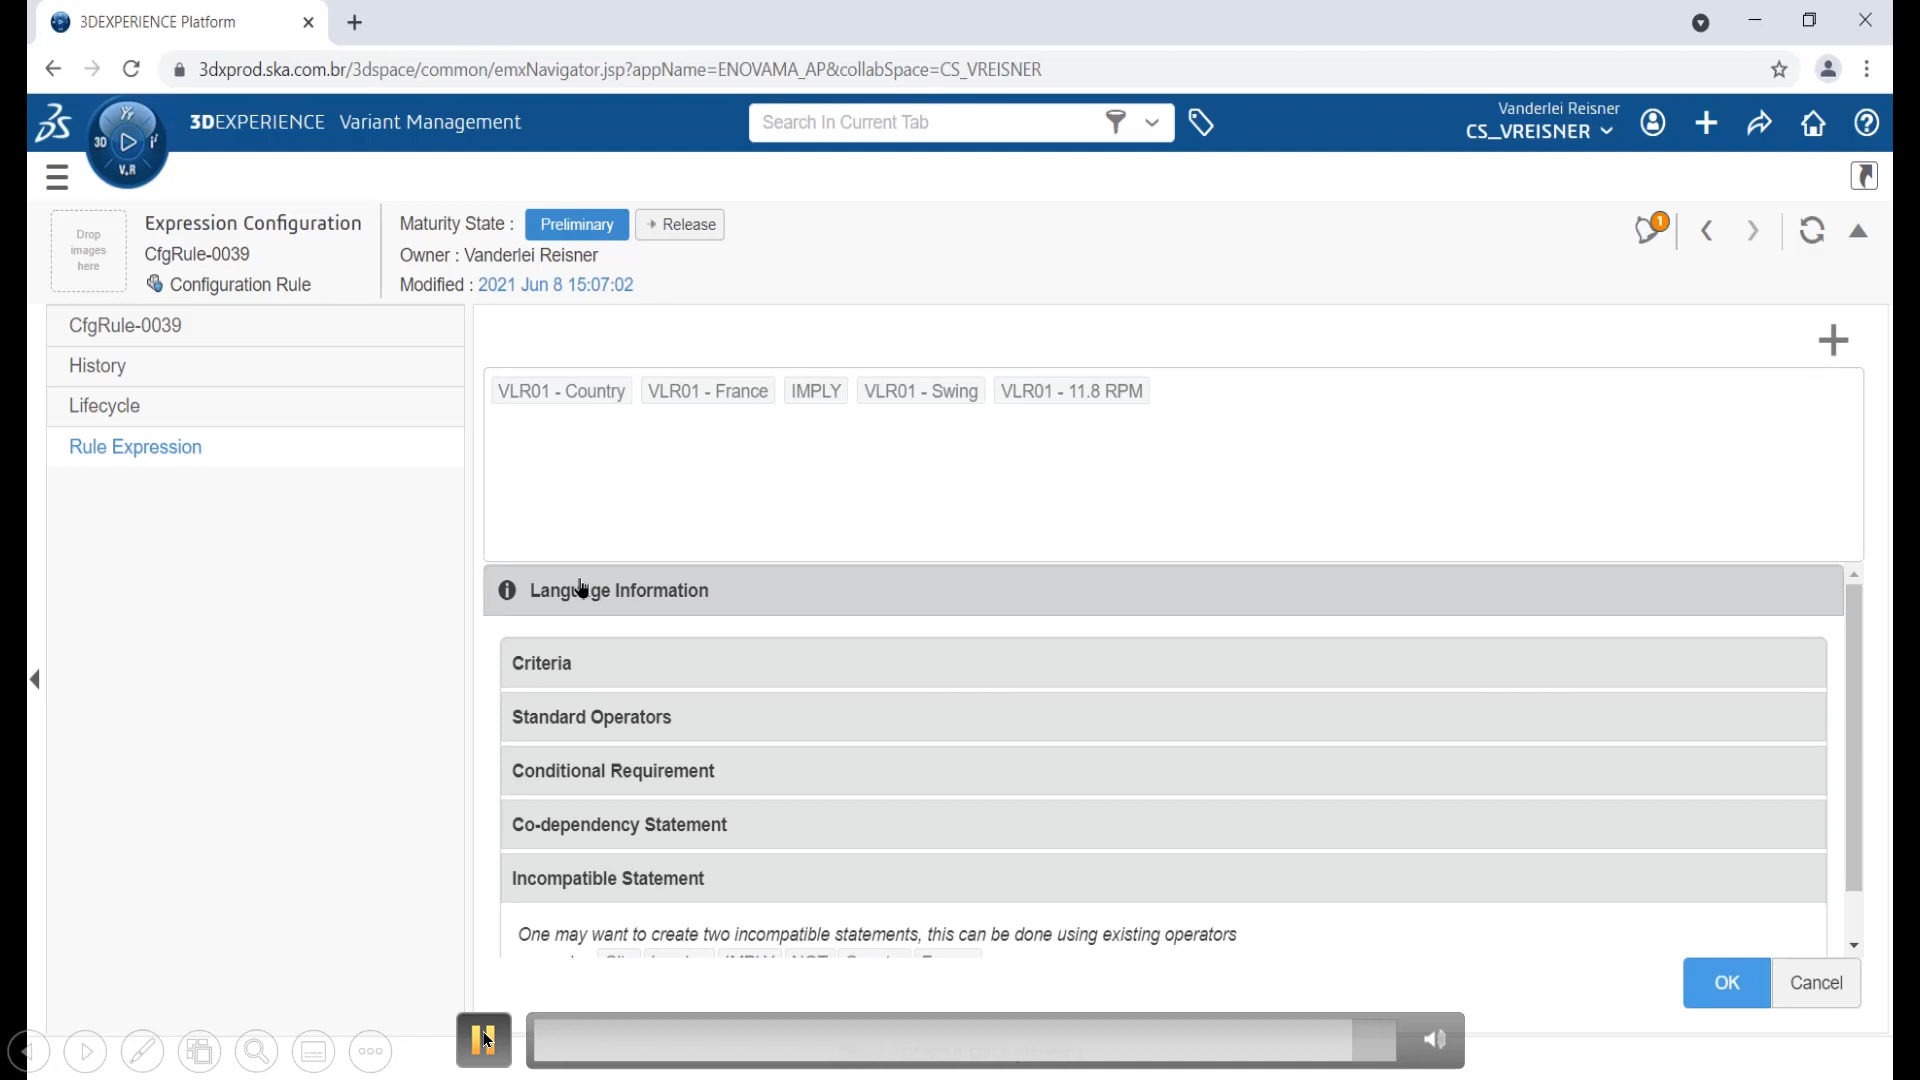 3DEXPERIENCE Platform
3dxprod.ska.com.br/3dspace/common/emxNavigator.jsp?appName=ENOVAMA_AP&collabSpace=CS_VREISNER
3DEXPERIENCE Variant Management
Search In Current Tab
Vanderlei Reisner
CS_VREISNER
3D
V.R
Drop
images
here
Expression Configuration
CfgRule-0039
Configuration Rule
Maturity State : Preliminary Release
Owner : Vanderlei Reisner
Modified : 2021 Jun 8 15:07:02
1
CfgRule-0039
History
Lifecycle
Rule Expression
VLR01 - Country VLR01 - France IMPLY VLR01 - Swing VLR01 - 11.8 RPM
Language Information
Criteria
Standard Operators
Conditional Requirement
Co-dependency Statement
Incompatible Statement
One may want to create two incompatible statements, this can be done using existing operators
OK Cancel